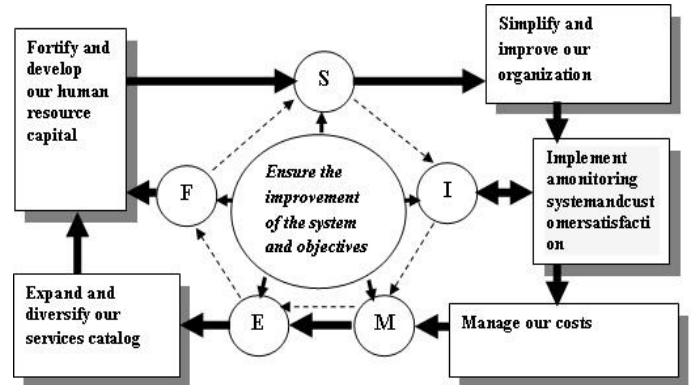 Fortify and
develop
our human
resource
capital
S
Simplify and
improve our
organization
F
Ensure the
improvement
of the system
and objectives
I
Implement
amonitoring
systemandcust
omersatisfacti
on
Expand and
diversify our
services catalog
E
M
Manage our costs